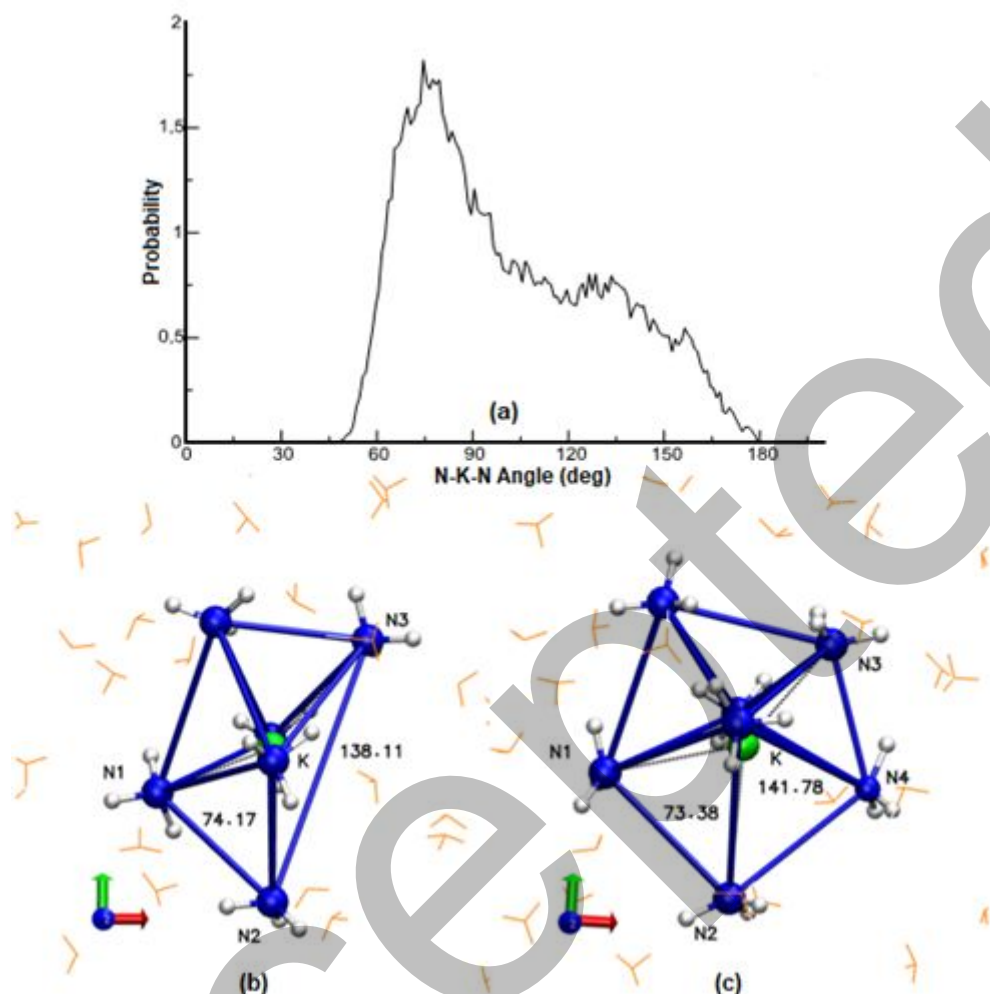 2
1.5
1
0.5
0
0 30 60 90 120 150 180
Probability
N-K-N Angle (deg)
(a)
N3
N1
K
138.11
74.17
N2
(b)
N3
N1
K
141.78
N4
73.38
N2
(c)